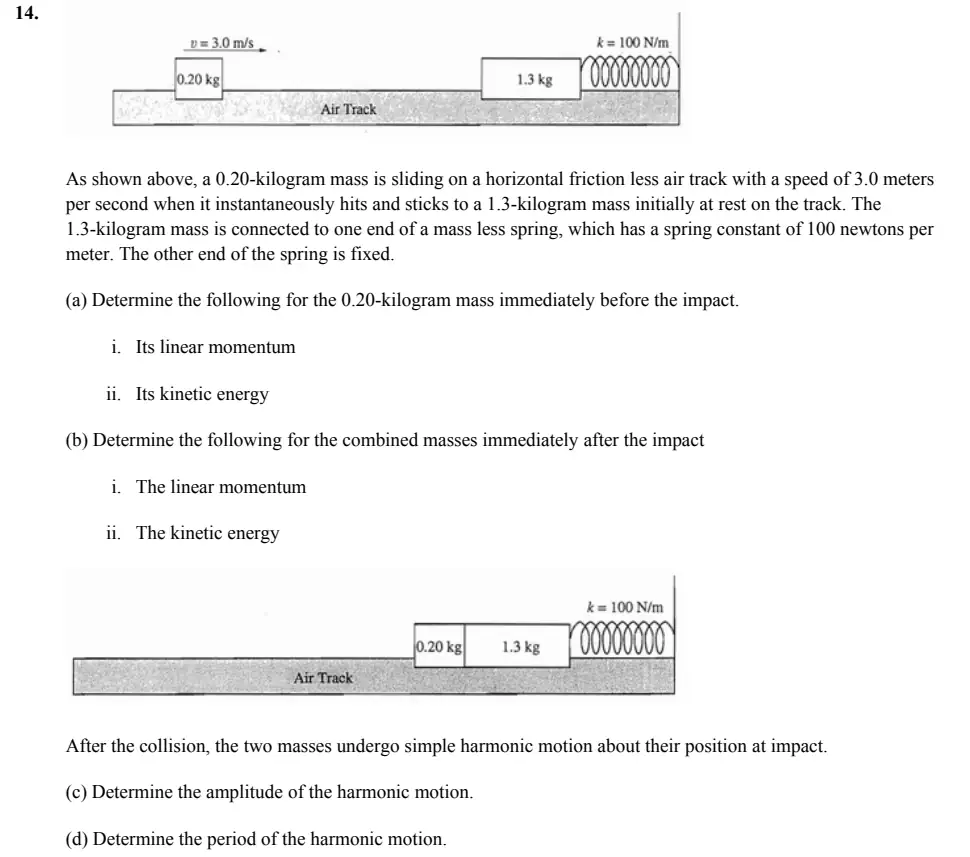 14.
v = 3.0 m/s
k = 100 N/m
0.20 kg
1.3 kg
Air Track
As shown above, a 0.20-kilogram mass is sliding on a horizontal friction less air track with a speed of 3.0 meters
per second when it instantaneously hits and sticks to a 1.3-kilogram mass initially at rest on the track. The
1.3-kilogram mass is connected to one end of a mass less spring, which has a spring constant of 100 newtons per
meter. The other end of the spring is fixed.
(a) Determine the following for the 0.20-kilogram mass immediately before the impact.
i. Its linear momentum
ii. Its kinetic energy
(b) Determine the following for the combined masses immediately after the impact
i. The linear momentum
ii. The kinetic energy
k = 100 N/m
0.20 kg
1.3 kg
Air Track
After the collision, the two masses undergo simple harmonic motion about their position at impact.
(c) Determine the amplitude of the harmonic motion.
(d) Determine the period of the harmonic motion.